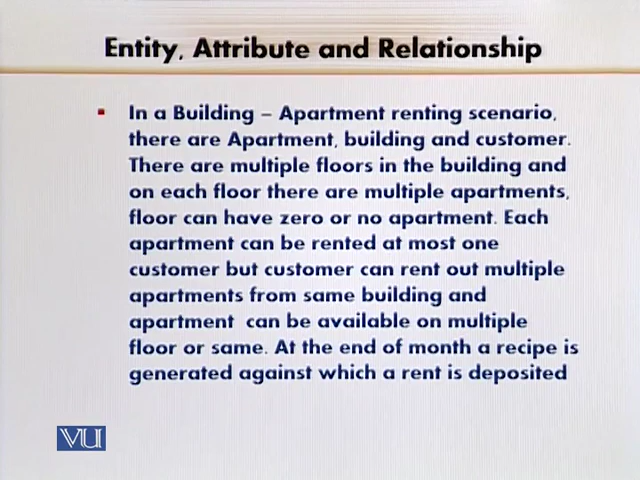 Entity, Attribute and Relationship
In a Building – Apartment renting scenario,
there are Apartment, building and customer.
There are multiple floors in the building and
on each floor there are multiple apartments,
floor can have zero or no apartment. Each
apartment can be rented at most one
customer but customer can rent out multiple
apartments from same building and
apartment  can be available on multiple
floor or same. At the end of month a recipe is
generated against which a rent is deposited
VU